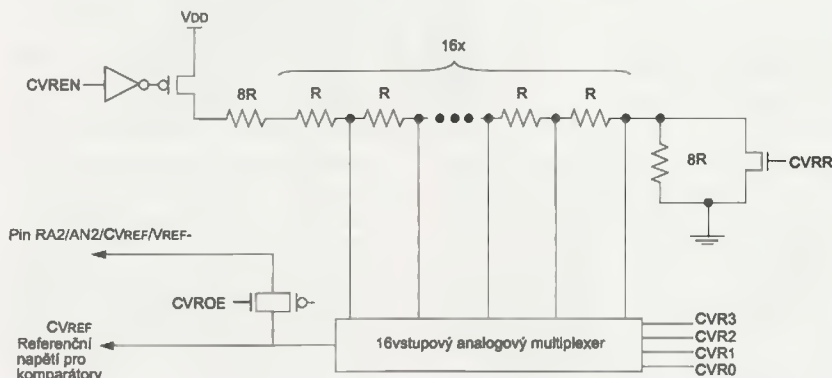 VDD
16x
CVREN
8R
R
R
R
R
8R
CVRR
Pin RA2/AN2/CVREF/VREF-
CVROE
CVREF
Referenční
napětí pro
komparátory
16vstupový analogový multiplexer
CVR3
CVR2
CVR1
CVR0